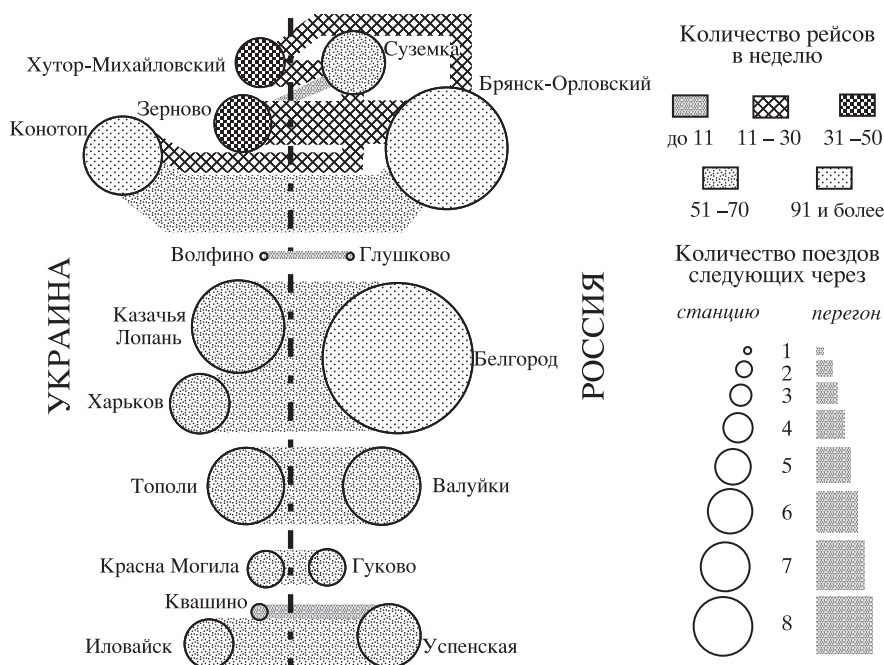 Хутор-Михайловский
Суземка
Зерново
Брянск-Орловский
Конотоп
Волфино
Глушково
Казачья
Лопань
Белгород
Харьков
Тополи
Валуйки
Красна Могила
Гуково
Квашино
Иловайск
Успенская
УКРАИНА
РОССИЯ
Количество рейсов
в неделю
до 11
11 – 30
31 –50
51 –70
91 и более
Количество поездов
следующих через
станцию перегон
1
2
3
4
5
6
7
8